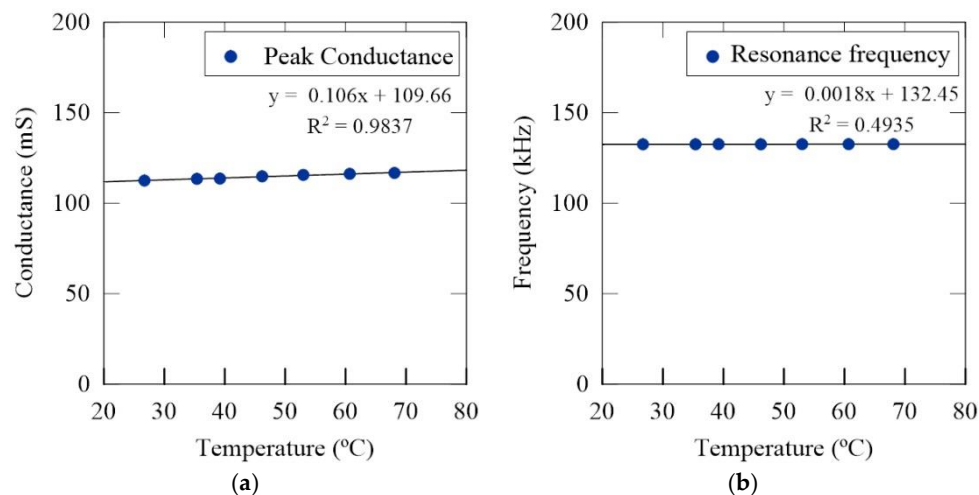 200
150
100
50
0
Conductance (mS)
Peak Conductance
y = 0.106x + 109.66
R² = 0.9837
20 30 40 50 60 70 80
Temperature (ºC)
(a)
200
150
100
50
0
Frequency (kHz)
Resonance frequency
y = 0.0018x + 132.45
R² = 0.4935
20 30 40 50 60 70 80
Temperature (ºC)
(b)